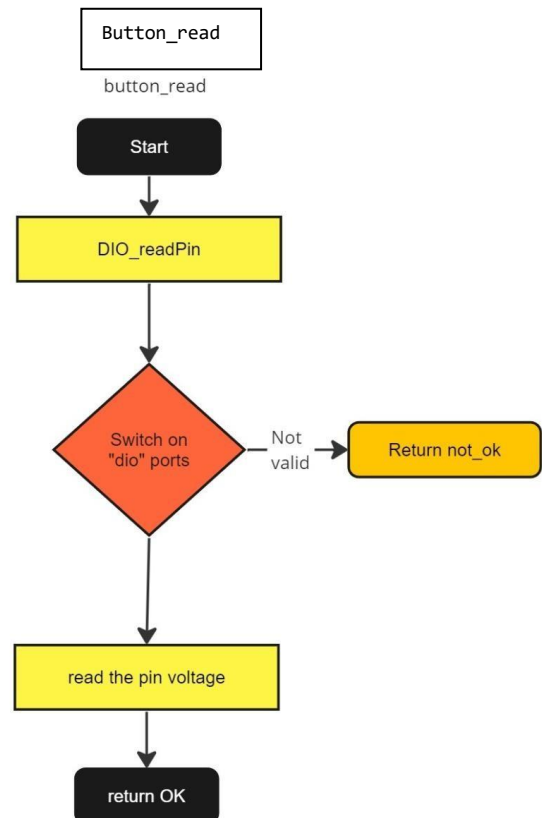 Button_read
button_read
Start
DIO_readPin
Switch on
"dio" ports
Not
valid
Return not_ok
read the pin voltage
return OK